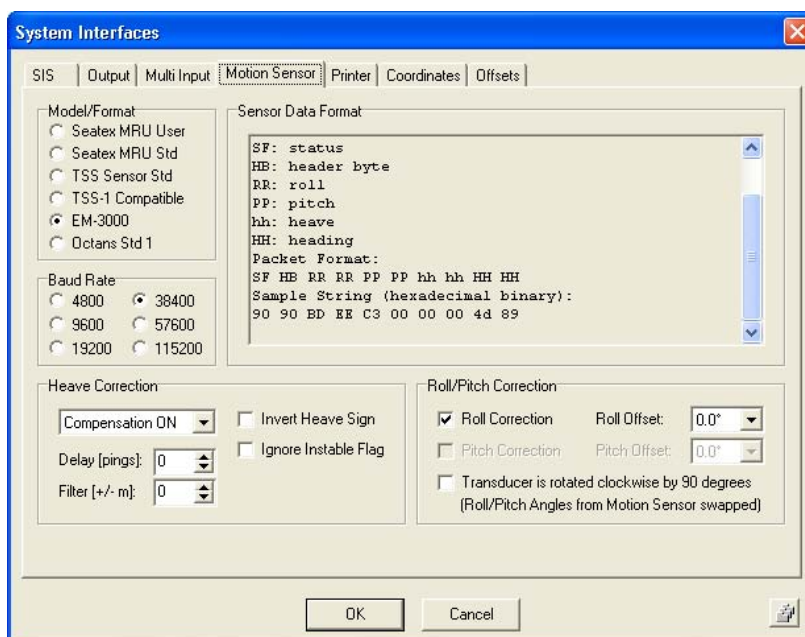 System Interfaces
SIS Output Multi Input Motion Sensor Printer Coordinates Offsets
Model/Format
Seatex MRU User
Seatex MRU Std
TSS Sensor Std
TSS-1 Compatible
EM-3000
Octans Std 1
Baud Rate
4800 38400
9600 57600
19200 115200
Sensor Data Format
SF: status
HB: header byte
RR: roll
PP: pitch
hh: heave
HH: heading
Packet Format:
SF HB RR RR PP PP hh hh HH HH
Sample String (hexadecimal binary):
90 90 BD EE C3 00 00 00 4d 89
Heave Correction
Compensation ON
Invert Heave Sign
Ignore Instable Flag
Delay [pings]: 0
Filter [+/- m]: 0
Roll/Pitch Correction
Roll Correction Roll Offset: 0.0°
Pitch Correction Pitch Offset: 0.0°
Transducer is rotated clockwise by 90 degrees
(Roll/Pitch Angles from Motion Sensor swapped)
OK Cancel